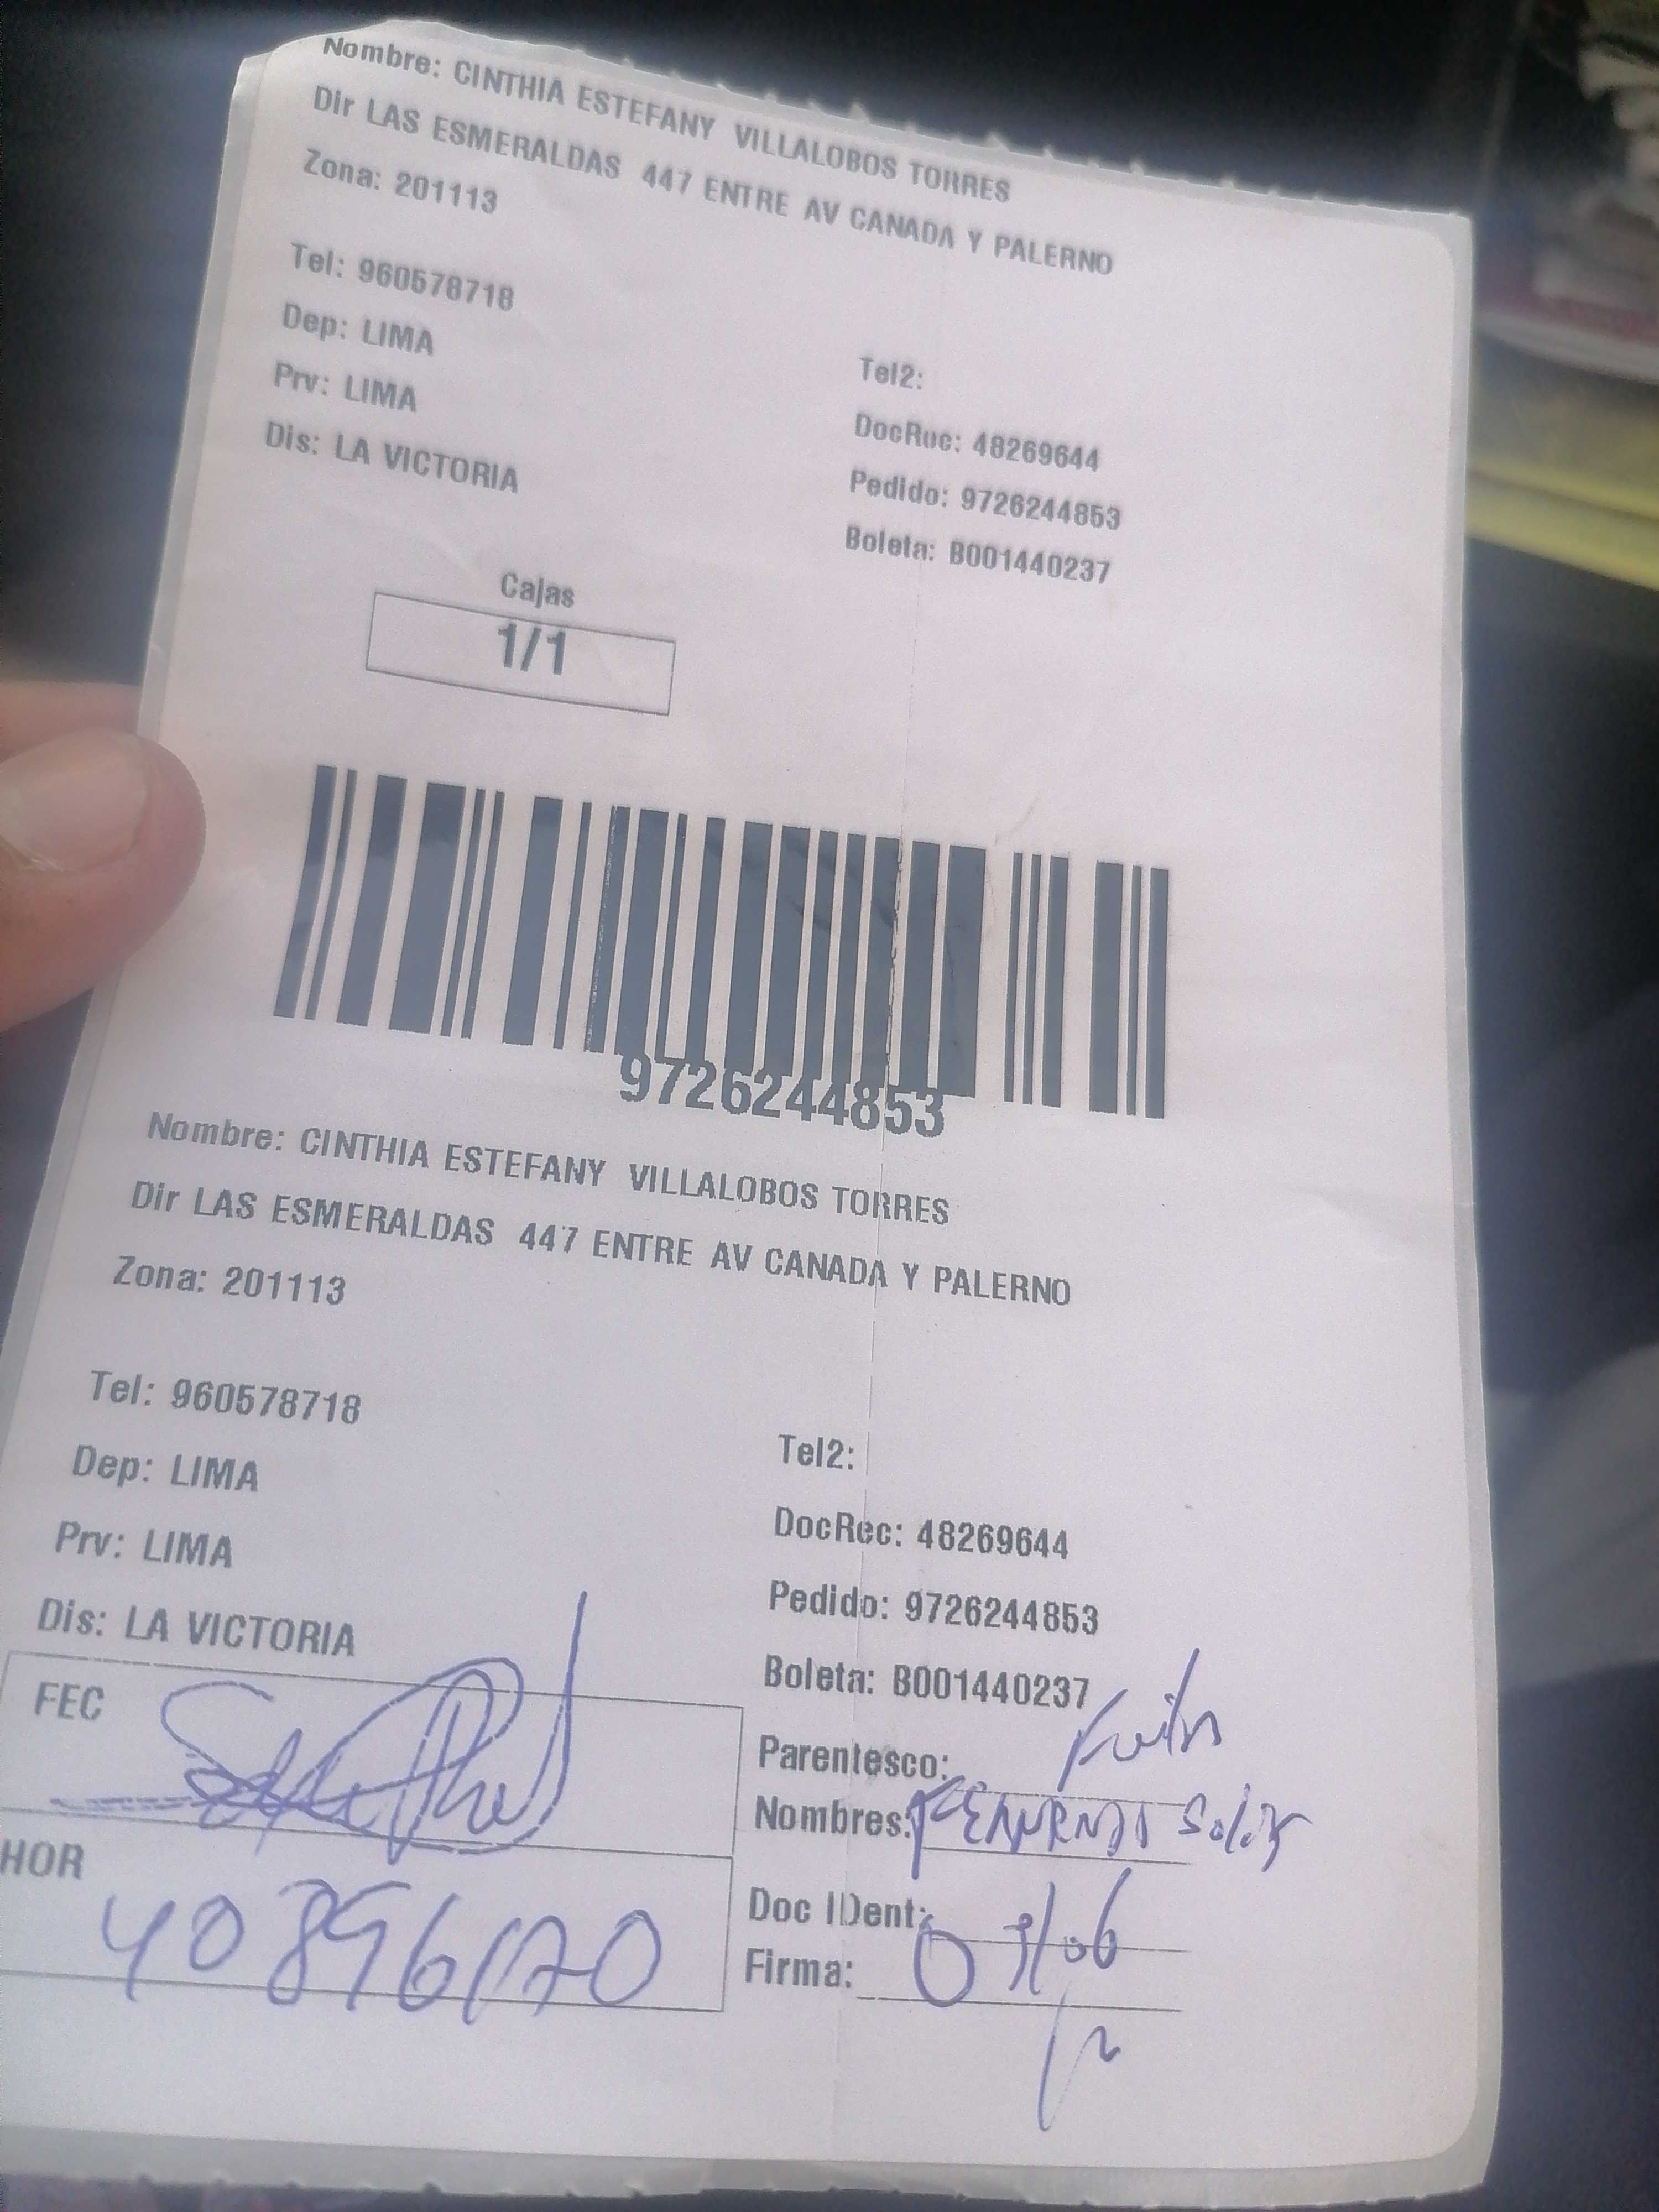 Nombre: CINTHIA ESTEFANY VILLALOBOS TORRES
Dir LAS ESMERALDAS 447 ENTRE AV CANADA Y PALERNO
Zona: 201113
Tel: 960578718
Dep: LIMA
Prv: LIMA
Dis: LA VICTORIA
Tel2:
DocRec: 48269644
Pedido: 9726244853
Boleta: B001440237
Cajas
1/1
9726244853
Nombre: CINTHIA ESTEFANY VILLALOBOS TORRES
Dir LAS ESMERALDAS 447 ENTRE AV CANADA Y PALERNO
Zona: 201113
Tel: 960578718
Dep: LIMA
Prv: LIMA
Dis: LA VICTORIA
Tel2:
DocRec: 48269644
Pedido: 9726244853
Boleta: B001440237
FEC
HOR
Parentesco:
Nombres:
Doc IDent:
Firma: